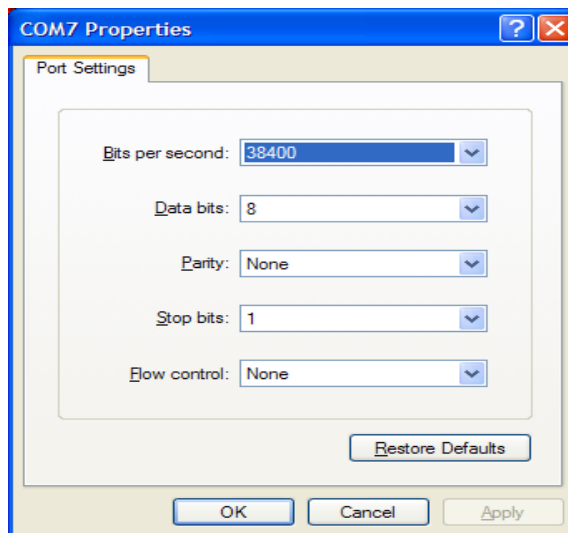 COM7 Properties
Port Settings
Bits per second: 38400
Data bits: 8
Parity: None
Stop bits: 1
Flow control: None
Restore Defaults
OK Cancel Apply